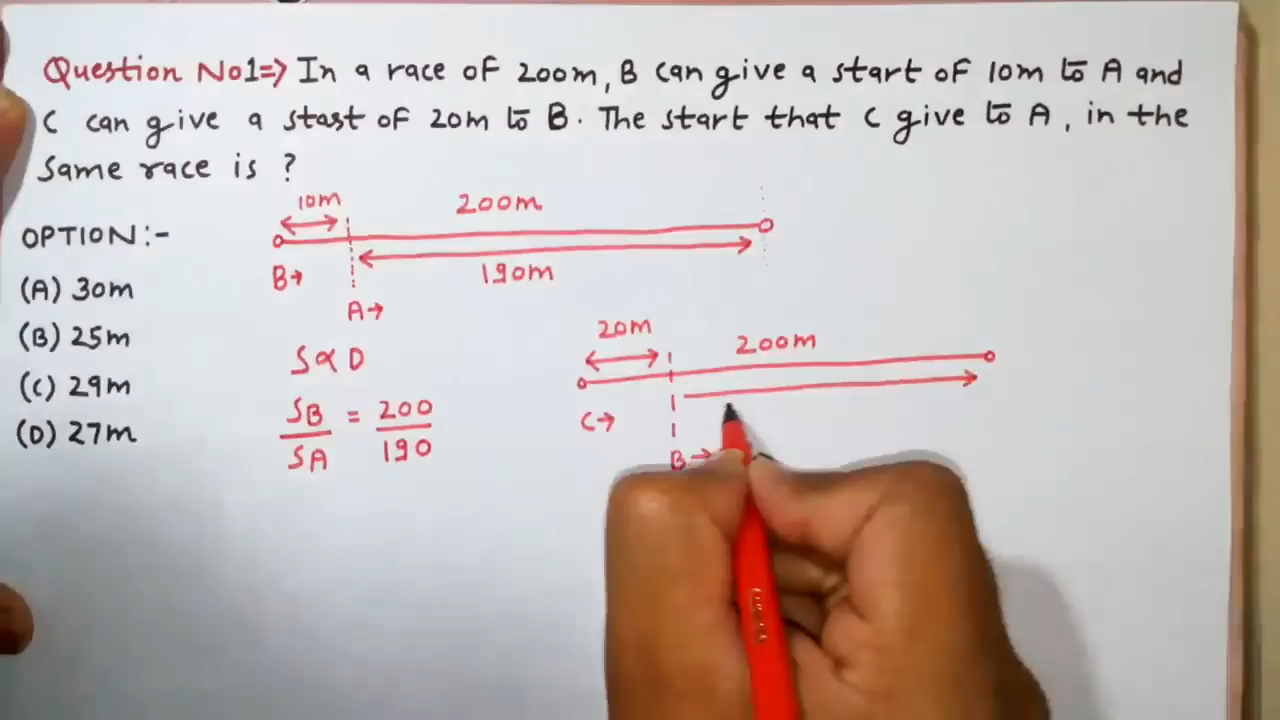 Question No1=> In a race of 200m, B can give a start of 10m to A and
C can give a stast of 20m to B. The start that C give to A, in the
Same race is ?
10m 200m
OPTION:-
B→ 190m
(A) 30m
A→
20m 200m
(B) 25m
S∝D
(C) 29m
SB/SA = 200/190
C→
(D) 27m
B→